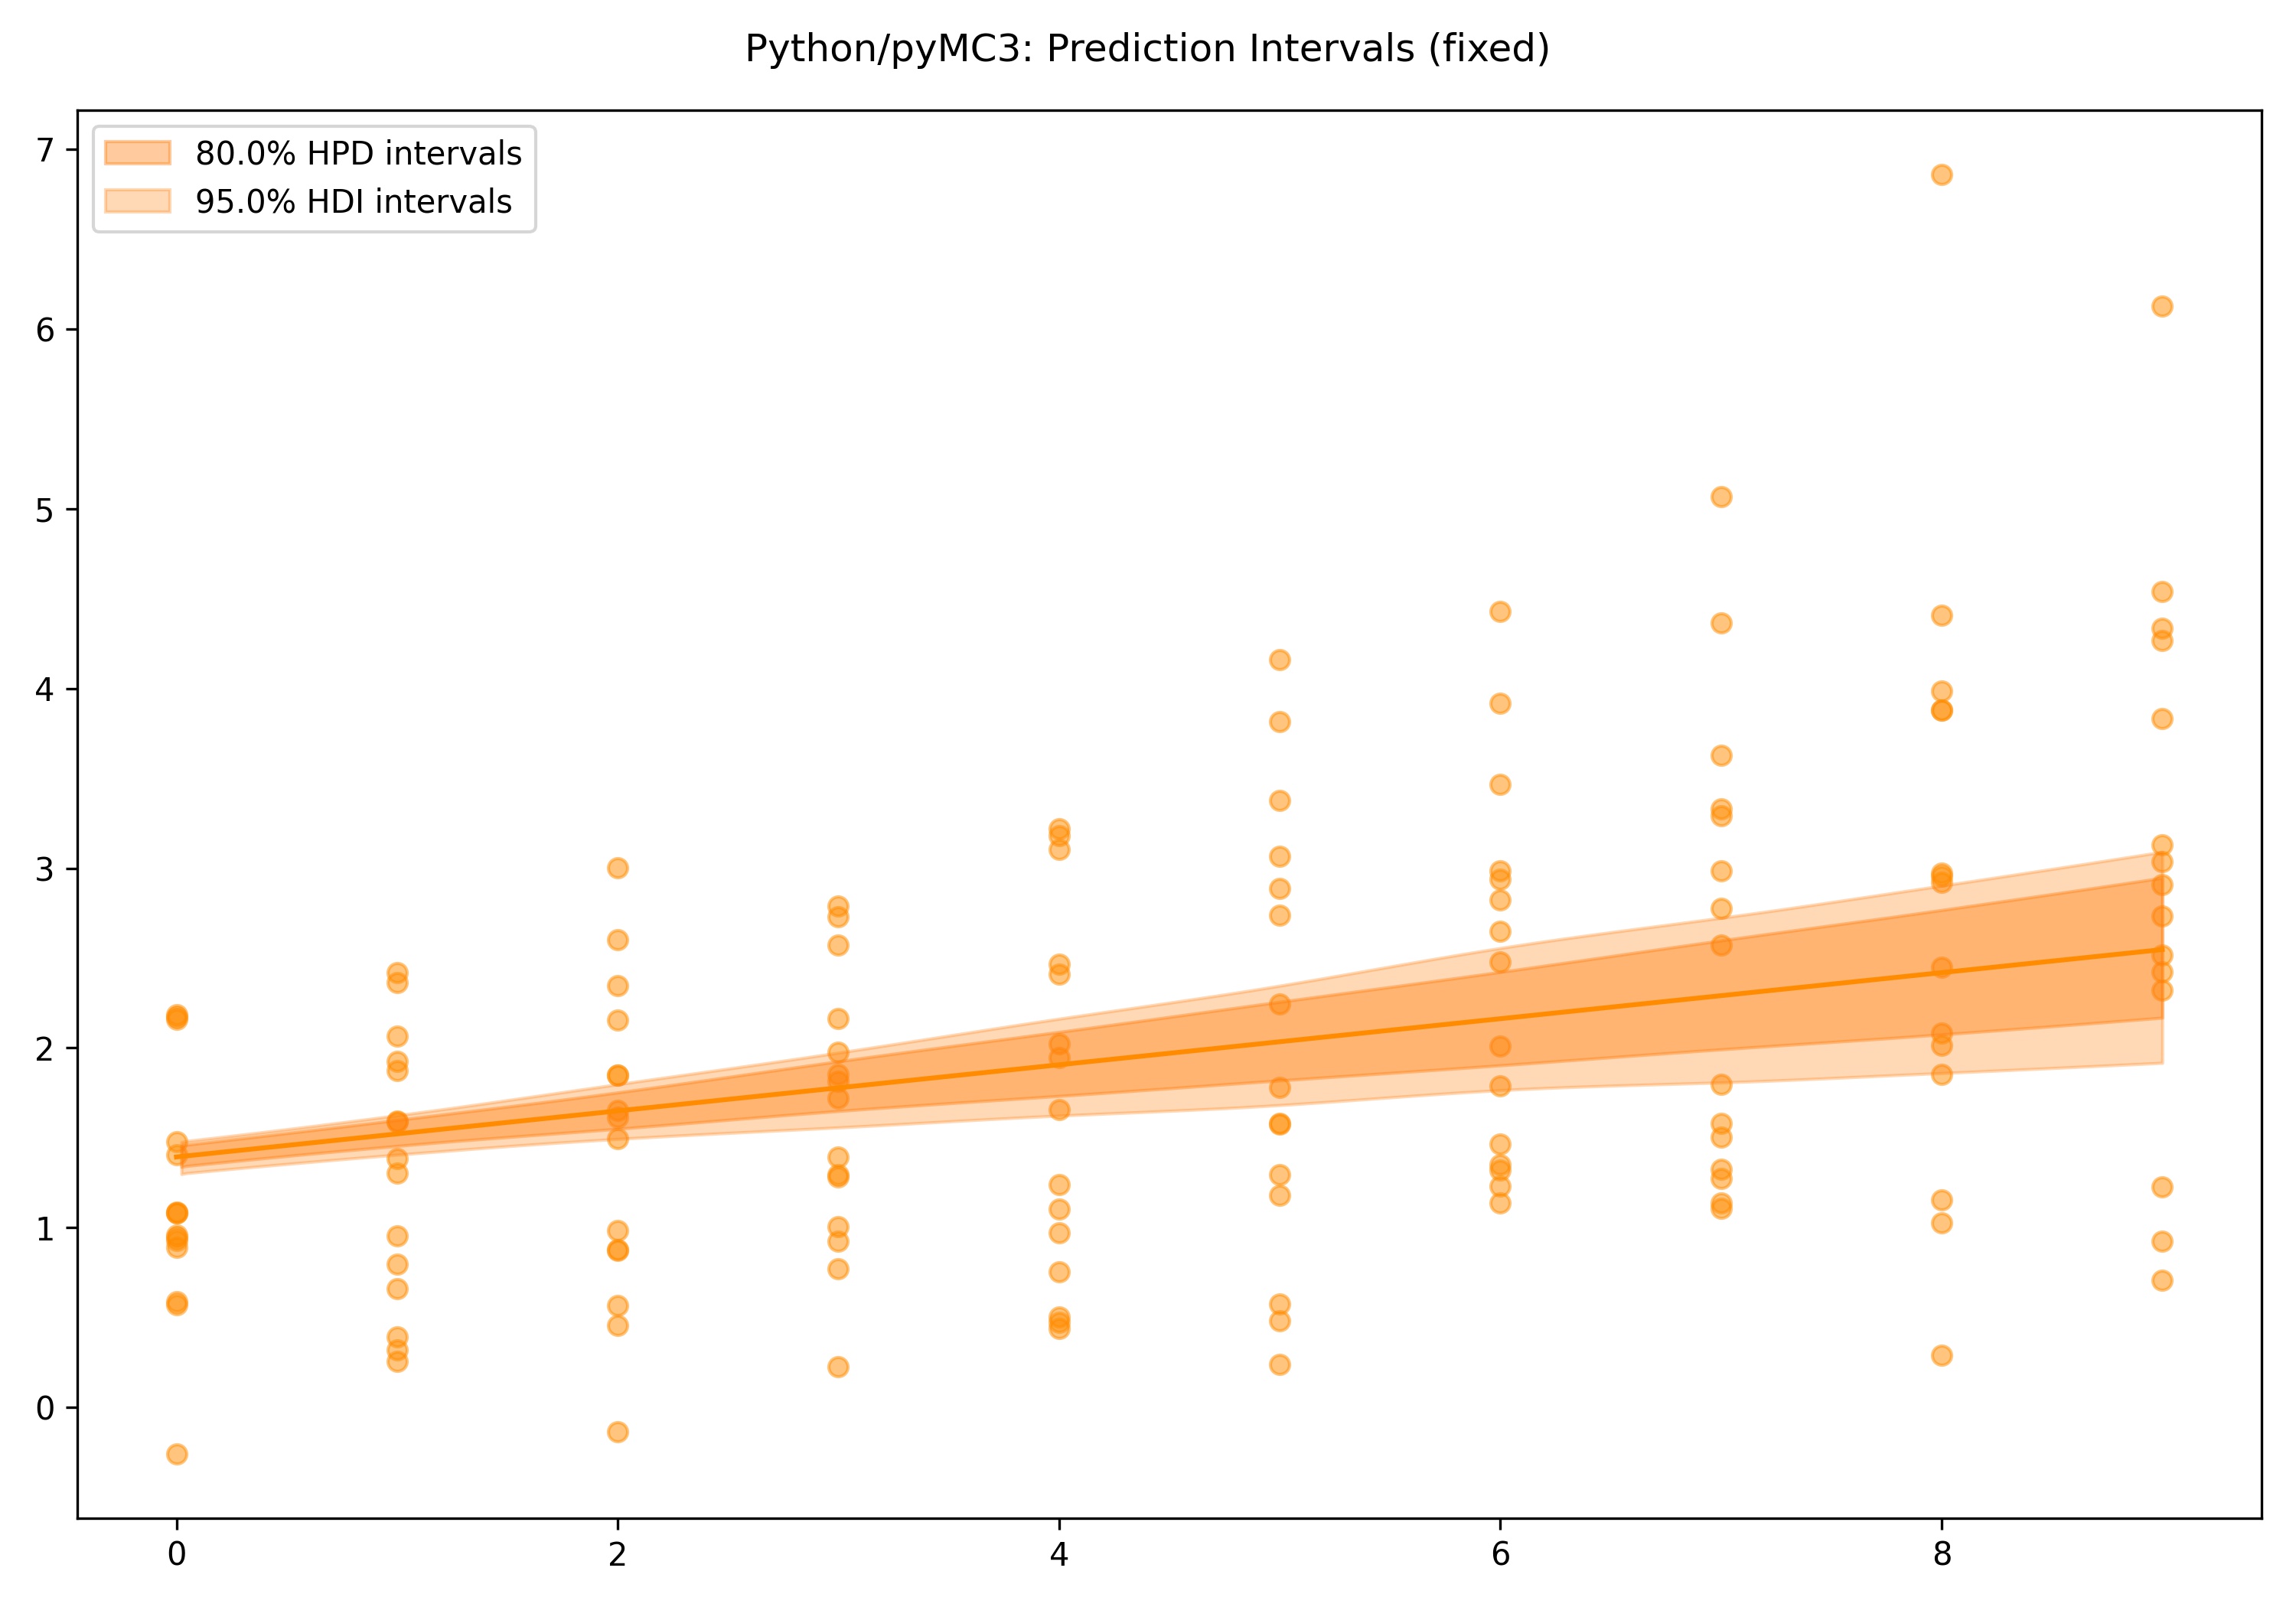 Python/pyMC3: Prediction Intervals (fixed)
80.0% HPD intervals
95.0% HDI intervals
7
6
5
4
3
2
1
0
0 2 4 6 8